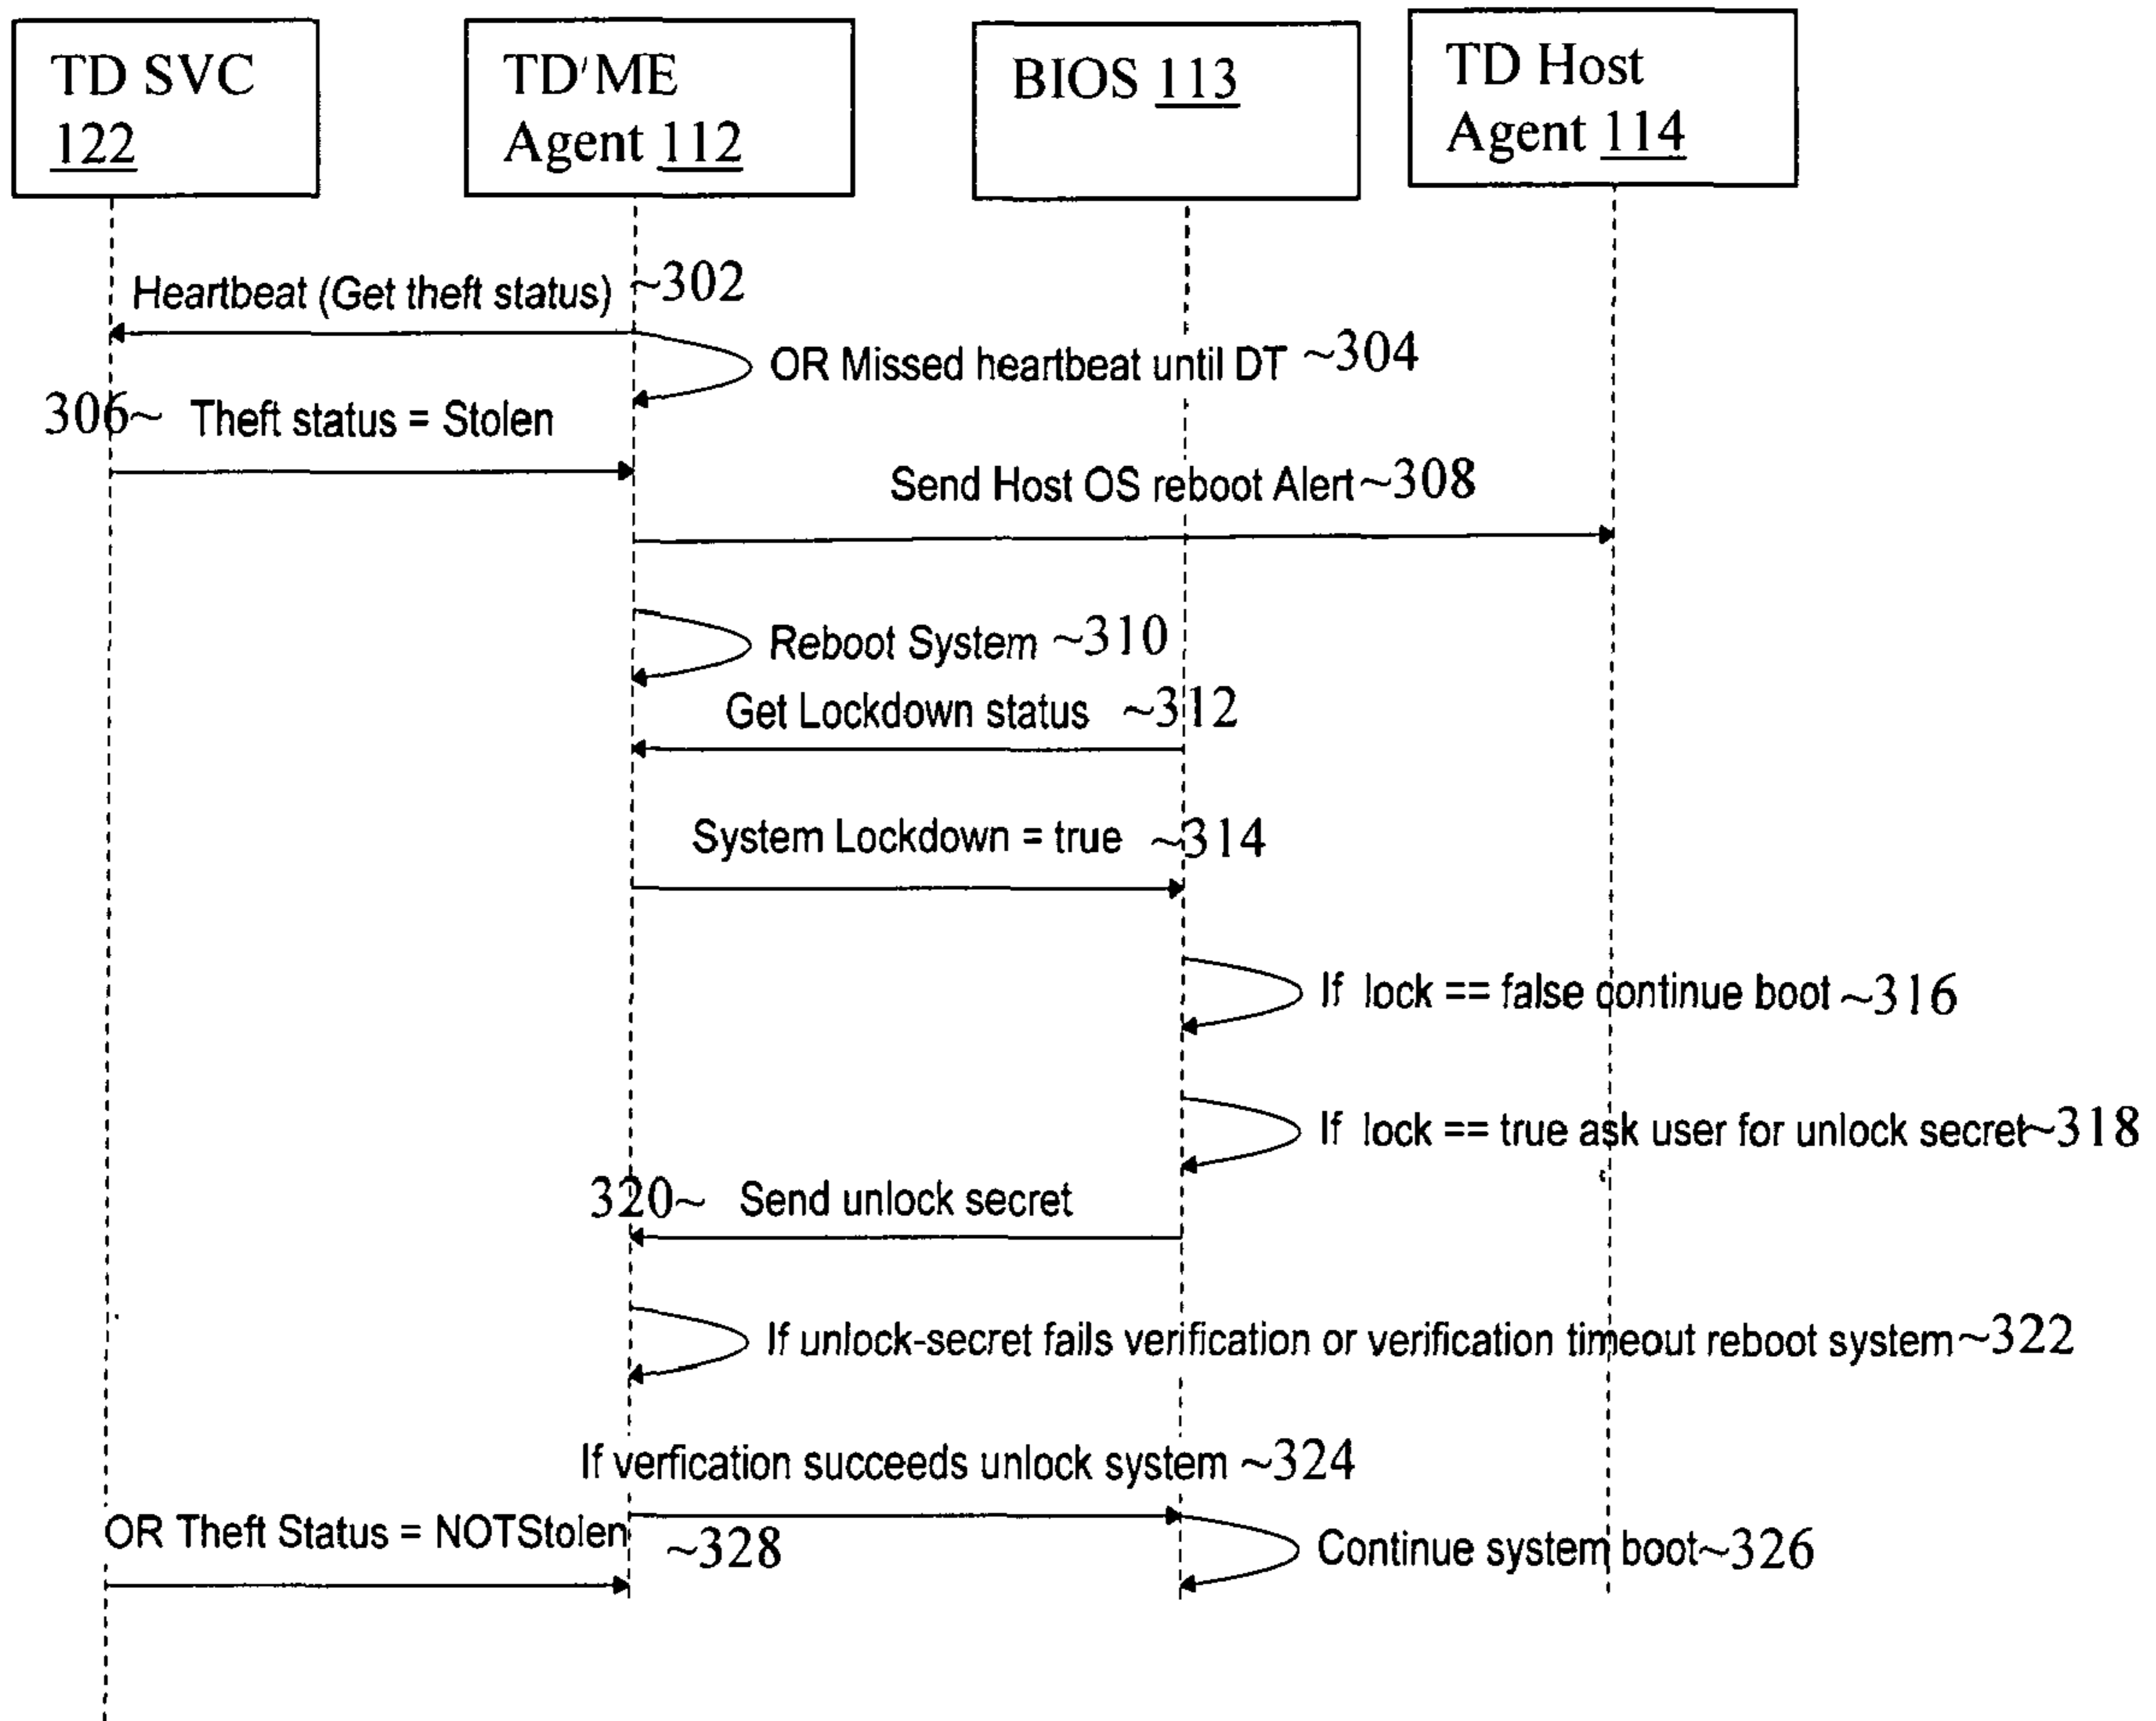 TD SVC
122
TD'ME
Agent 112
BIOS 113
TD Host
Agent 114
Heartbeat (Get theft status) ~302
OR Missed heartbeat until DT ~304
306~ Theft status = Stolen
Send Host OS reboot Alert~308
Reboot System ~310
Get Lockdown status ~312
System Lockdown = true ~314
If lock == false continue boot ~316
If lock == true ask user for unlock secret~318
320~ Send unlock secret
If unlock-secret fails verification or verification timeout reboot system~322
If verfication succeeds unlock system ~324
OR Theft Status = NOTStolen ~328
Continue system boot~326